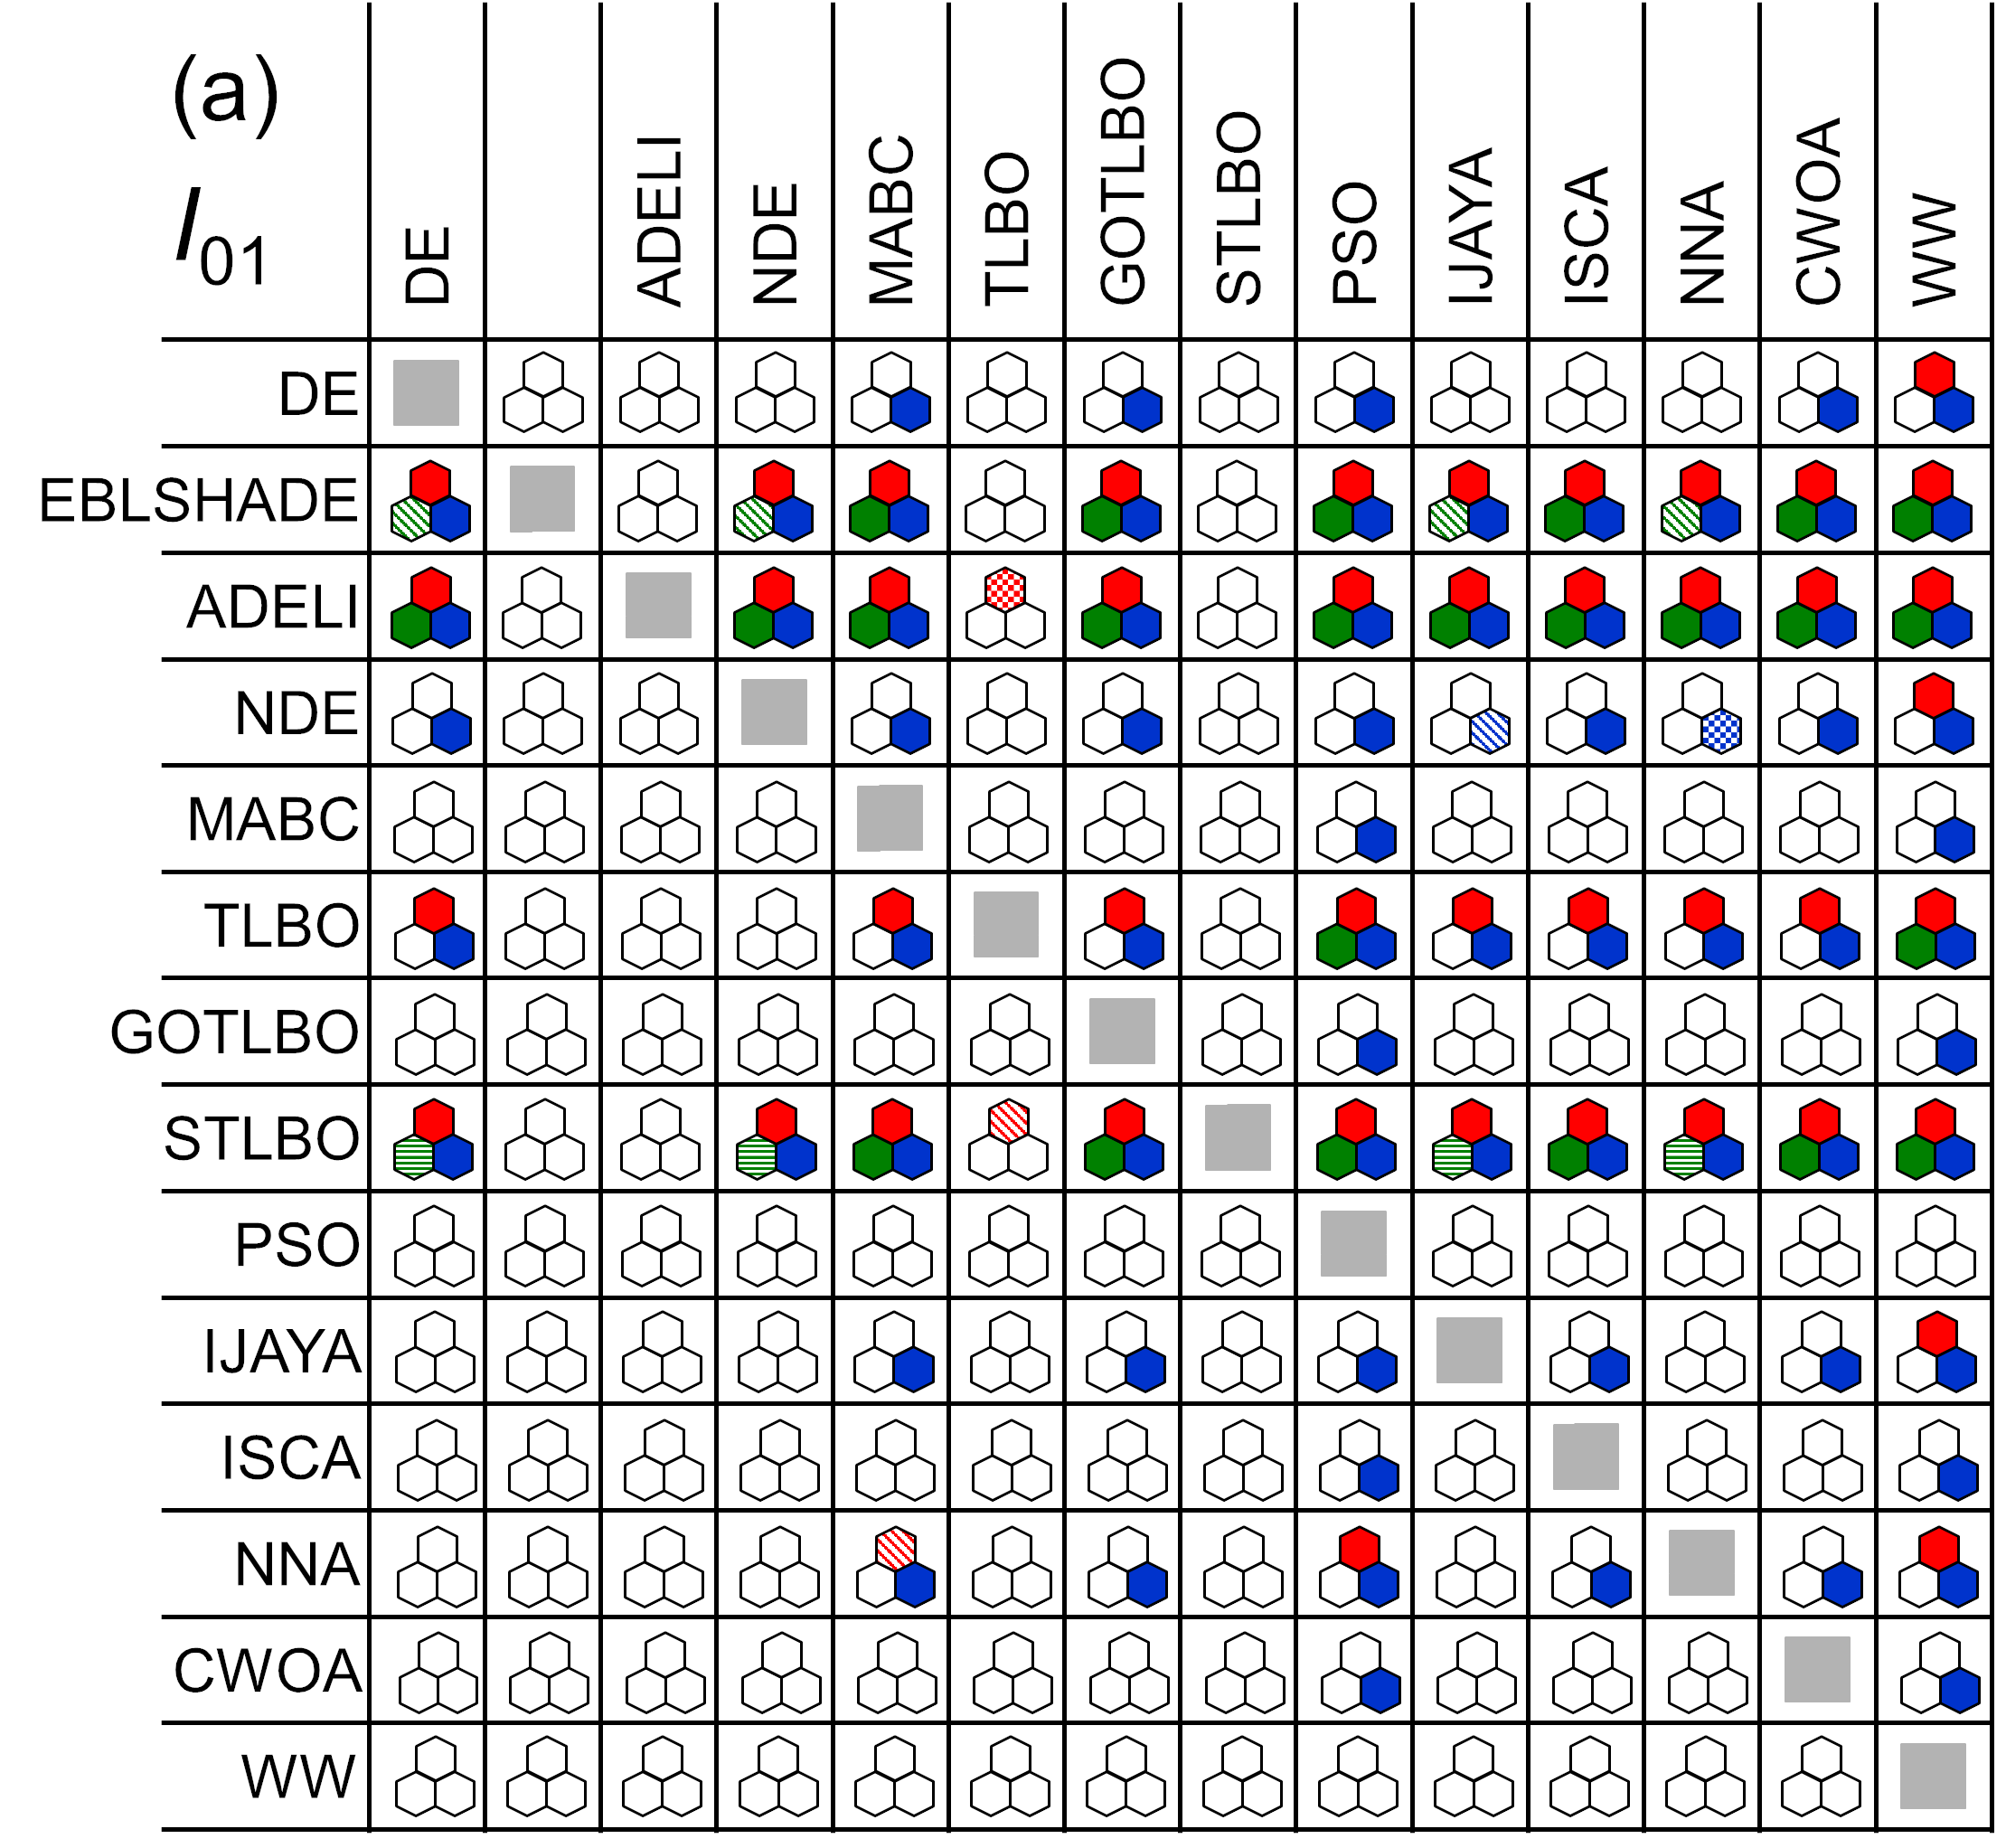 (a)
I01
DE
ADELI
NDE
MABC
TLBO
GOTLBO
STLBO
PSO
IJAYA
ISCA
NNA
CWOA
WW
DE
EBLSHADE
ADELI
NDE
MABC
TLBO
GOTLBO
STLBO
PSO
IJAYA
ISCA
NNA
CWOA
WW